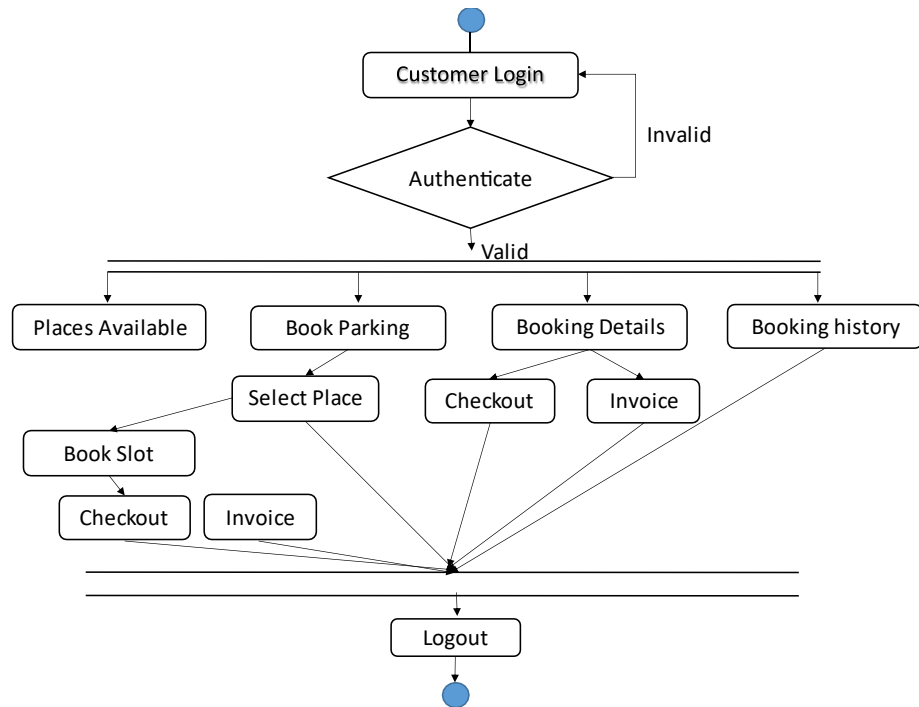 Customer Login
Invalid
Authenticate
Valid
Places Available
Book Parking
Booking Details
Booking history
Select Place
Checkout
Invoice
Book Slot
Checkout
Invoice
Logout